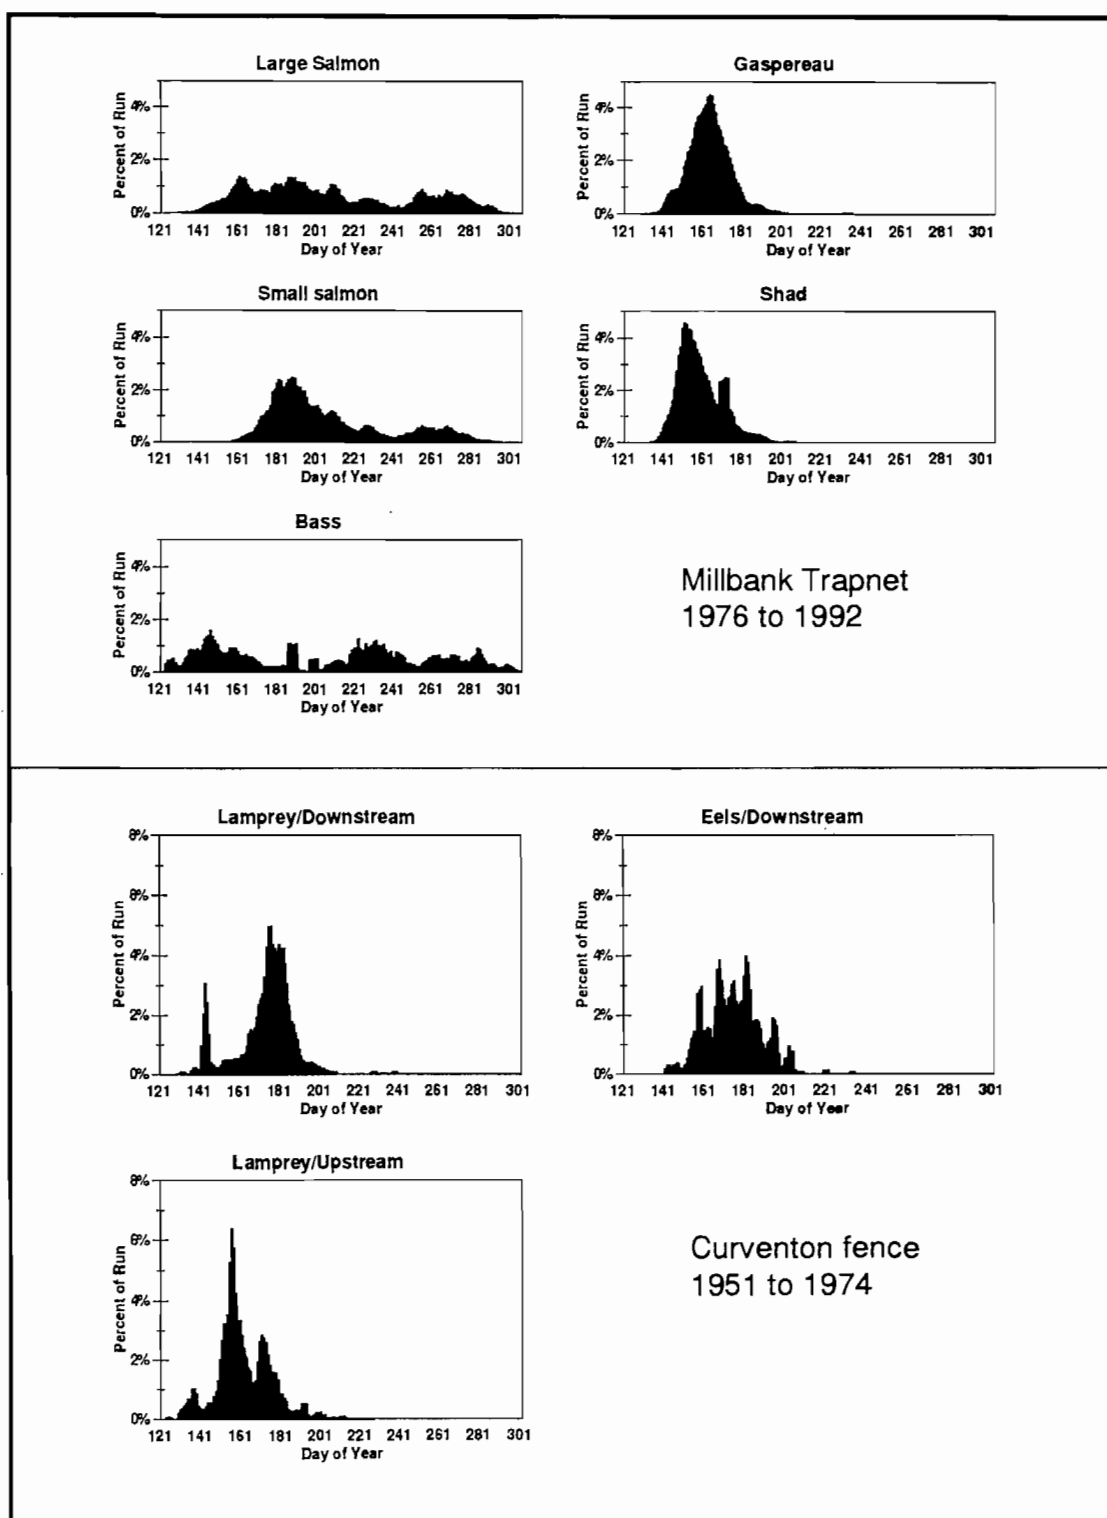 Large Salmon
Percent of Run
4%
2%
0%
121 141 161 181 201 221 241 261 281 301
Day of Year
Gaspereau
Percent of Run
4%
2%
0%
121 141 161 181 201 221 241 261 281 301
Day of Year
Small salmon
Percent of Run
4%
2%
0%
121 141 161 181 201 221 241 261 281 301
Day of Year
Shad
Percent of Run
4%
2%
0%
121 141 161 181 201 221 241 261 281 301
Day of Year
Bass
Percent of Run
4%
2%
0%
121 141 161 181 201 221 241 261 281 301
Day of Year
Millbank Trapnet
1976 to 1992
Lamprey/Downstream
Percent of Run
8%
6%
4%
2%
0%
121 141 161 181 201 221 241 261 281 301
Day of Year
Eels/Downstream
Percent of Run
8%
6%
4%
2%
0%
121 141 161 181 201 221 241 261 281 301
Day of Year
Lamprey/Upstream
Percent of Run
8%
6%
4%
2%
0%
121 141 161 181 201 221 241 261 281 301
Day of Year
Curventon fence
1951 to 1974